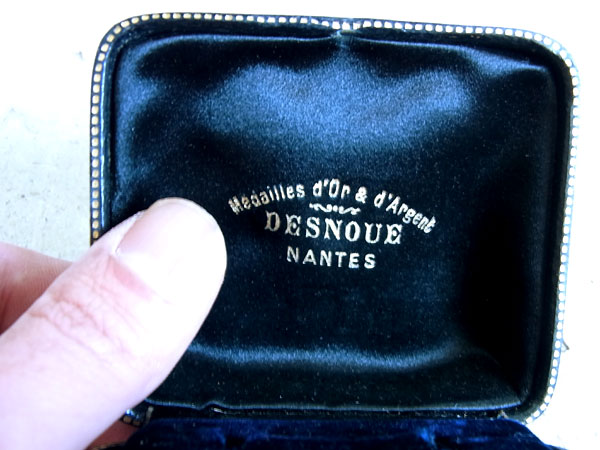 Médailles d'Or & d'Argent
DESNOUE
NANTES